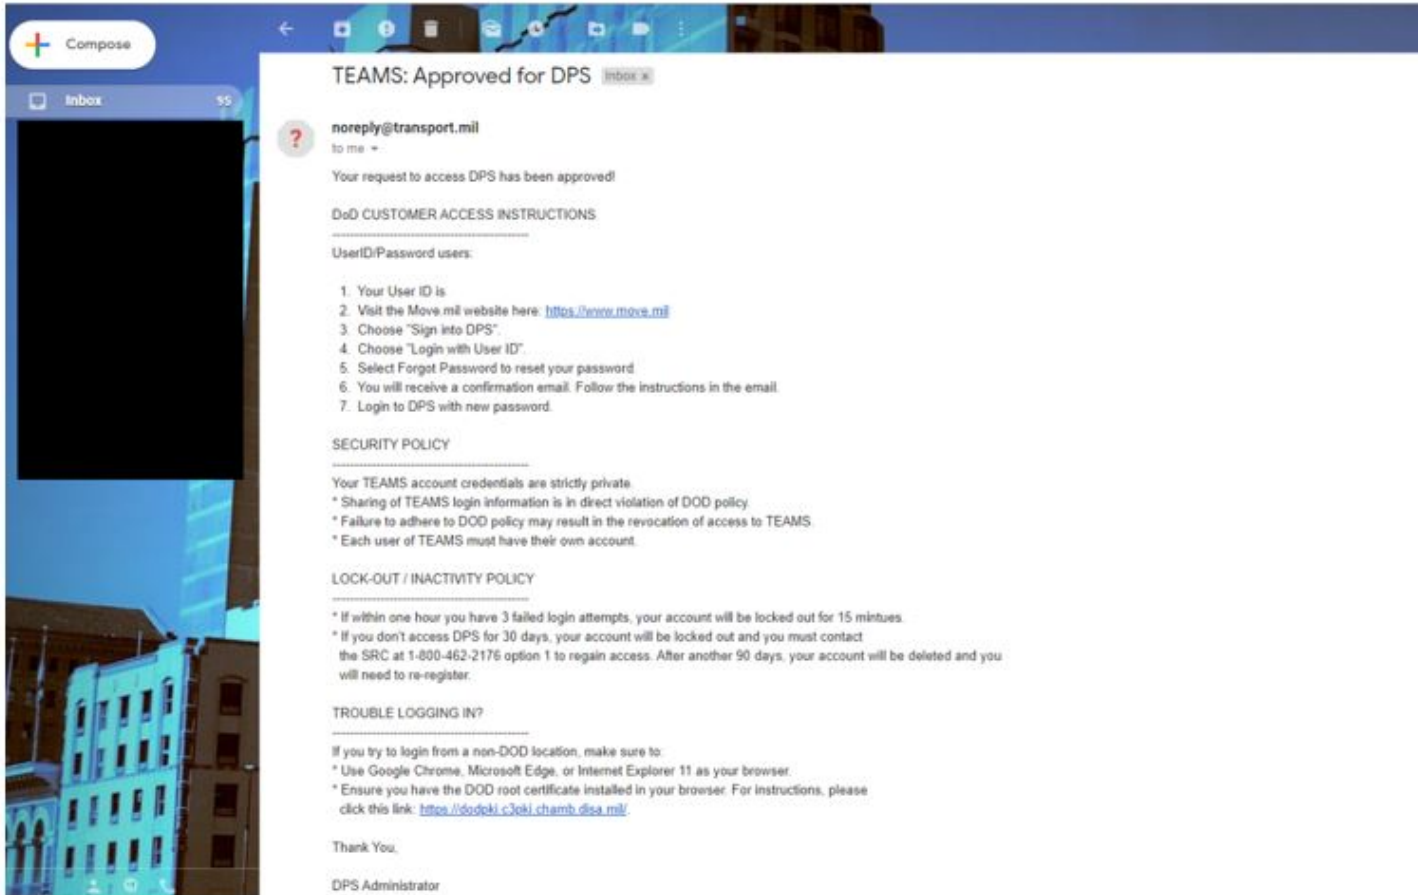 Compose
Inbox 95
TEAMS: Approved for DPS Inbox x
noreply@transport.mil
to me
Your request to access DPS has been approved!
DoD CUSTOMER ACCESS INSTRUCTIONS
------------------------------------------------
UserID/Password users:
1. Your User ID is
2. Visit the Move.mil website here: https://www.move.mil
3. Choose "Sign into DPS".
4. Choose "Login with User ID".
5. Select Forgot Password to reset your password.
6. You will receive a confirmation email. Follow the instructions in the email.
7. Login to DPS with new password.
SECURITY POLICY
------------------------------------------------
Your TEAMS account credentials are strictly private.
* Sharing of TEAMS login information is in direct violation of DOD policy.
* Failure to adhere to DOD policy may result in the revocation of access to TEAMS.
* Each user of TEAMS must have their own account.
LOCK-OUT / INACTIVITY POLICY
------------------------------------------------
* If within one hour you have 3 failed login attempts, your account will be locked out for 15 mintues.
* If you don't access DPS for 30 days, your account will be locked out and you must contact
the SRC at 1-800-462-2176 option 1 to regain access. After another 90 days, your account will be deleted and you
will need to re-register.
TROUBLE LOGGING IN?
------------------------------------------------
If you try to login from a non-DOD location, make sure to:
* Use Google Chrome, Microsoft Edge, or Internet Explorer 11 as your browser.
* Ensure you have the DOD root certificate installed in your browser. For instructions, please
click this link: https://dodpki.c3pki.chamb.disa.mil/.
Thank You,
DPS Administrator